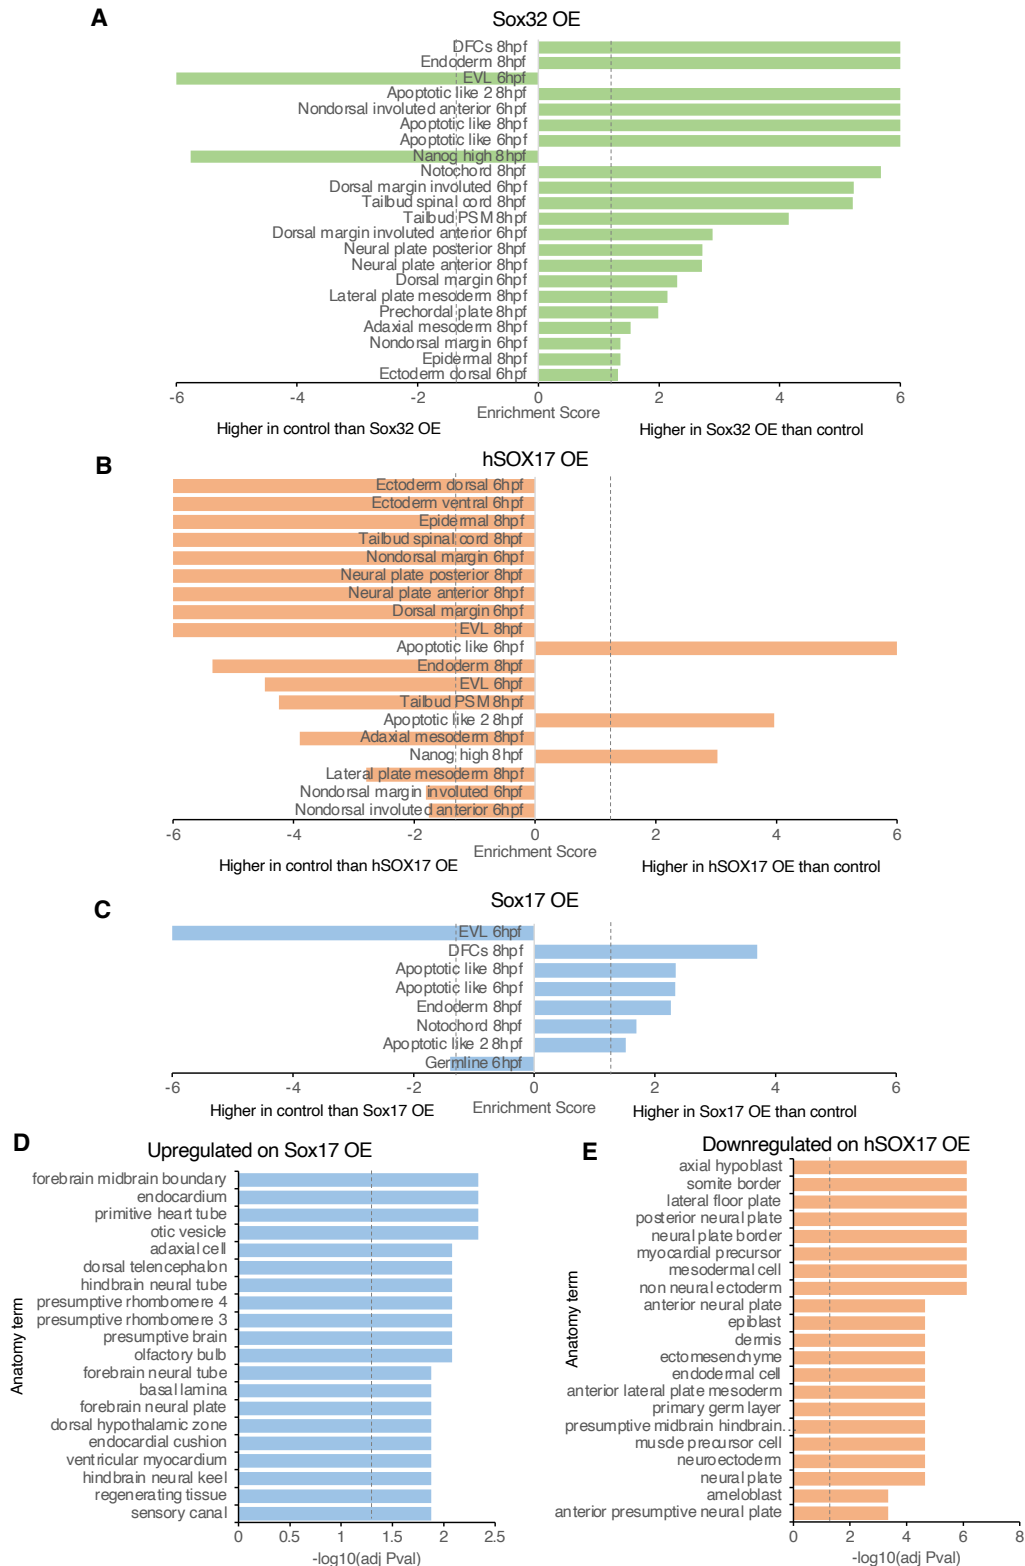 A
Sox32 OE
DFCs 8hpf
Endoderm 8hpf
EVL 6hpf
Apoptotic like 2 8hpf
Nondorsal involuted anterior 6hpf
Apoptotic like 8hpf
Apoptotic like 6hpf
Nanog high 8hpf
Notochord 8hpf
Dorsal margin involuted 6hpf
Tailbud spinal cord 8hpf
Tailbud PSM 8hpf
Dorsal margin involuted anterior 6hpf
Neural plate posterior 8hpf
Neural plate anterior 8hpf
Dorsal margin 6hpf
Lateral plate mesoderm 8hpf
Prechordal plate 8hpf
Adaxial mesoderm 8hpf
Nondorsal margin 6hpf
Epidermal 8hpf
Ectoderm dorsal 6hpf
-6 -4 -2 0 2 4 6
Enrichment Score
Higher in control than Sox32 OE Higher in Sox32 OE than control
B
hSOX17 OE
Ectoderm dorsal 6hpf
Ectoderm ventral 6hpf
Epidermal 8hpf
Tailbud spinal cord 8hpf
Nondorsal margin 6hpf
Neural plate posterior 8hpf
Neural plate anterior 8hpf
Dorsal margin 6hpf
EVL 8hpf
Apoptotic like 6hpf
Endoderm 8hpf
EVL 6hpf
Tailbud PSM 8hpf
Apoptotic like 2 8hpf
Adaxial mesoderm 8hpf
Nanog high 8hpf
Lateral plate mesoderm 8hpf
Nondorsal margin involuted 6hpf
Nondorsal involuted anterior 6hpf
-6 -4 -2 0 2 4 6
Enrichment Score
Higher in control than hSOX17 OE Higher in hSOX17 OE than control
C
Sox17 OE
EVL 6hpf
DFCs 8hpf
Apoptotic like 8hpf
Apoptotic like 6hpf
Endoderm 8hpf
Notochord 8hpf
Apoptotic like 2 8hpf
Germline 6hpf
-6 -4 -2 0 2 4 6
Higher in control than Sox17 OE Enrichment Score Higher in Sox17 OE than control
D
Upregulated on Sox17 OE
Anatomy term
forebrain midbrain boundary
endocardium
primitive heart tube
otic vesicle
adaxial cell
dorsal telencephalon
hindbrain neural tube
presumptive rhombomere 4
presumptive rhombomere 3
presumptive brain
olfactory bulb
forebrain neural tube
basal lamina
forebrain neural plate
dorsal hypothalamic zone
endocardial cushion
ventricular myocardium
hindbrain neural keel
regenerating tissue
sensory canal
0 0.5 1 1.5 2 2.5
-log10(adj Pval)
E
Downregulated on hSOX17 OE
Anatomy term
axial hypoblast
somite border
lateral floor plate
posterior neural plate
neural plate border
myocardial precursor
mesodermal cell
non neural ectoderm
anterior neural plate
epiblast
dermis
ectomesenchyme
endodermal cell
anterior lateral plate mesoderm
primary germ layer
presumptive midbrain hindbrain...
muscle precursor cell
neuroectoderm
neural plate
ameloblast
anterior presumptive neural plate
0 2 4 6 8
-log10(adj Pval)